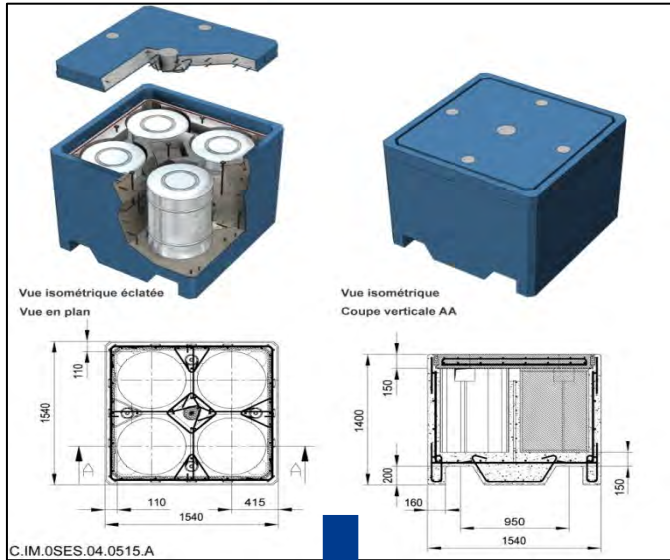 Vue isométrique éclatée
Vue en plan
Vue isométrique
Coupe verticale AA
110
1540
A
A
110
415
1540
150
1400
200
150
160
950
1540
C.IM.0SES.04.0515.A